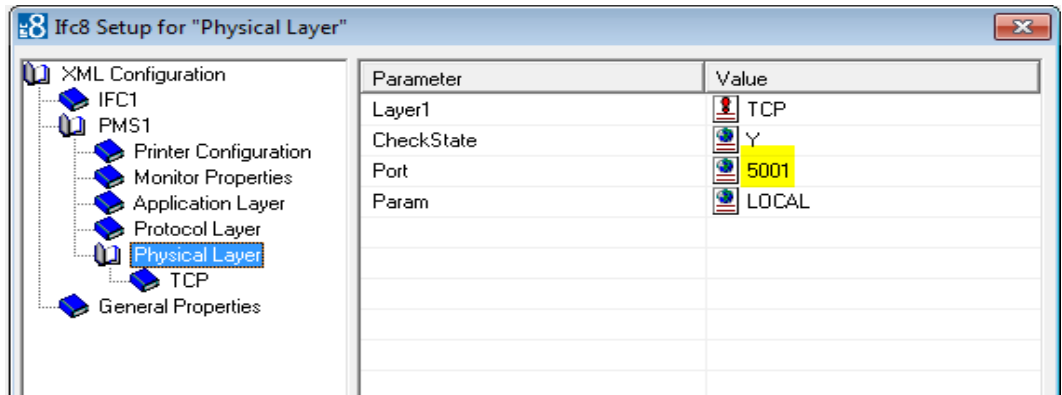 Ifc8 Setup for "Physical Layer"
XML Configuration
IFC1
PMS1
Printer Configuration
Monitor Properties
Application Layer
Protocol Layer
Physical Layer
TCP
General Properties
Parameter Value
Layer1 TCP
CheckState Y
Port 5001
Param LOCAL